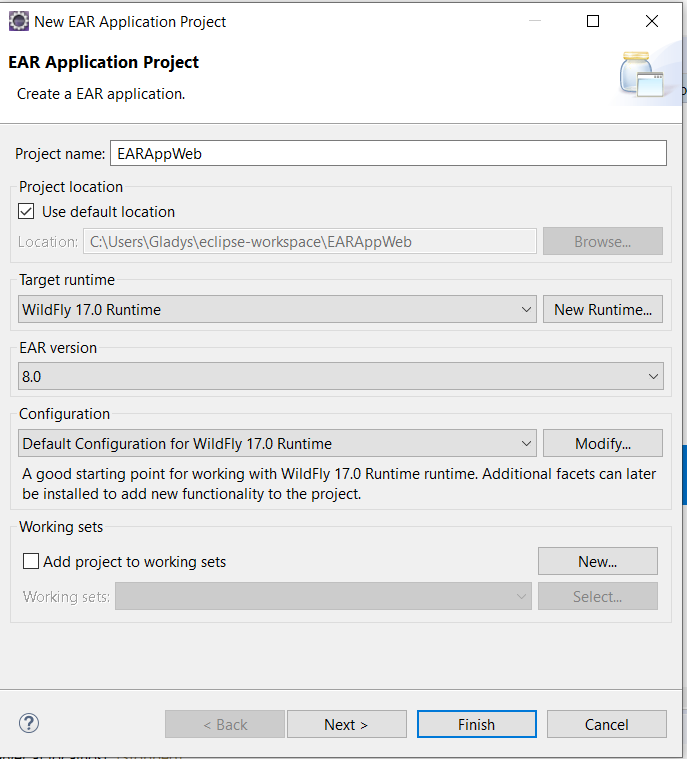 New EAR Application Project
EAR Application Project
Create a EAR application.
Project name: EARAppWeb
Project location
Use default location
Location: C:\Users\Gladys\eclipse-workspace\EARAppWeb Browse...
Target runtime
WildFly 17.0 Runtime New Runtime...
EAR version
8.0
Configuration
Default Configuration for WildFly 17.0 Runtime Modify...
A good starting point for working with WildFly 17.0 Runtime runtime. Additional facets can later
be installed to add new functionality to the project.
Working sets
Add project to working sets New...
Working sets: Select...
< Back Next > Finish Cancel